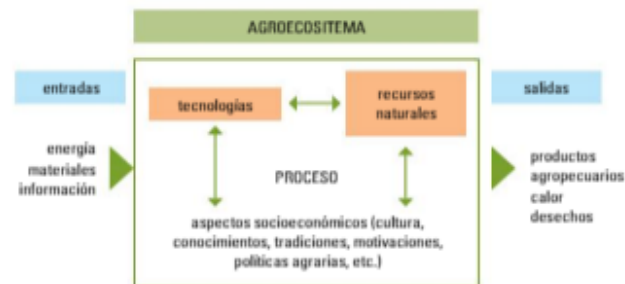 AGROECOSITEMA
entradas
energía
materiales
información
tecnologías
recursos
naturales
PROCESO
aspectos socioeconómicos (cultura,
conocimientos, tradiciones, motivaciones,
políticas agrarias, etc.)
salidas
productos
agropecuarios
calor
desechos